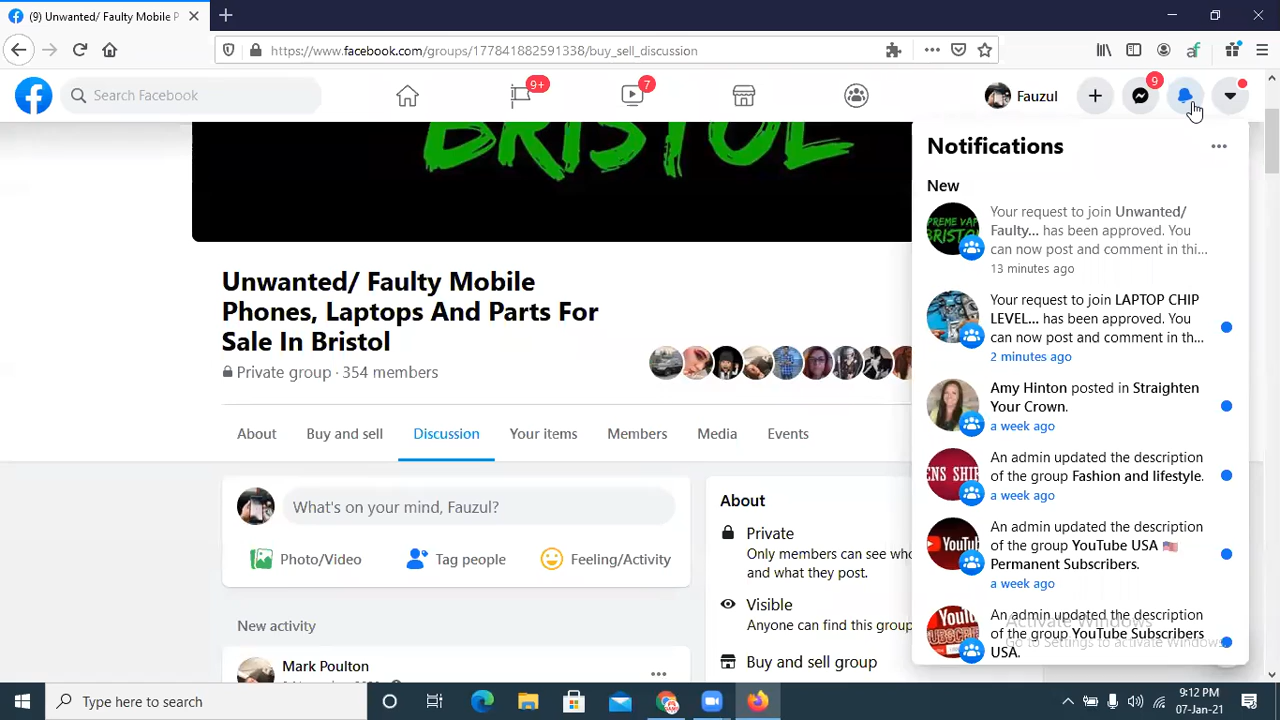 (9) Unwanted/ Faulty Mobile P
https://www.facebook.com/groups/177841882591338/buy_sell_discussion
Search Facebook
9+
7
Fauzul
9
BRISTOL
Notifications
New
Your request to join Unwanted/
Faulty... has been approved. You
can now post and comment in thi...
13 minutes ago
Your request to join LAPTOP CHIP
LEVEL... has been approved. You
can now post and comment in th...
2 minutes ago
Amy Hinton posted in Straighten
Your Crown.
a week ago
An admin updated the description
of the group Fashion and lifestyle.
a week ago
An admin updated the description
of the group YouTube USA 🇺🇸
Permanent Subscribers.
a week ago
An admin updated the description
of the group YouTube Subscribers
USA.
Unwanted/ Faulty Mobile
Phones, Laptops And Parts For
Sale In Bristol
Private group · 354 members
About
Buy and sell
Discussion
Your items
Members
Media
Events
What's on your mind, Fauzul?
Photo/Video
Tag people
Feeling/Activity
New activity
Mark Poulton
About
Private
Only members can see who
and what they post.
Visible
Anyone can find this group
Buy and sell group
Activate Windows
Go to Settings to activate Windows
Type here to search
9:12 PM
07-Jan-21